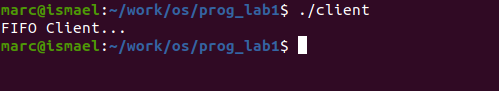 marc@ismael:~/work/os/prog_lab1$ ./client
FIFO Client...
marc@ismael:~/work/os/prog_lab1$